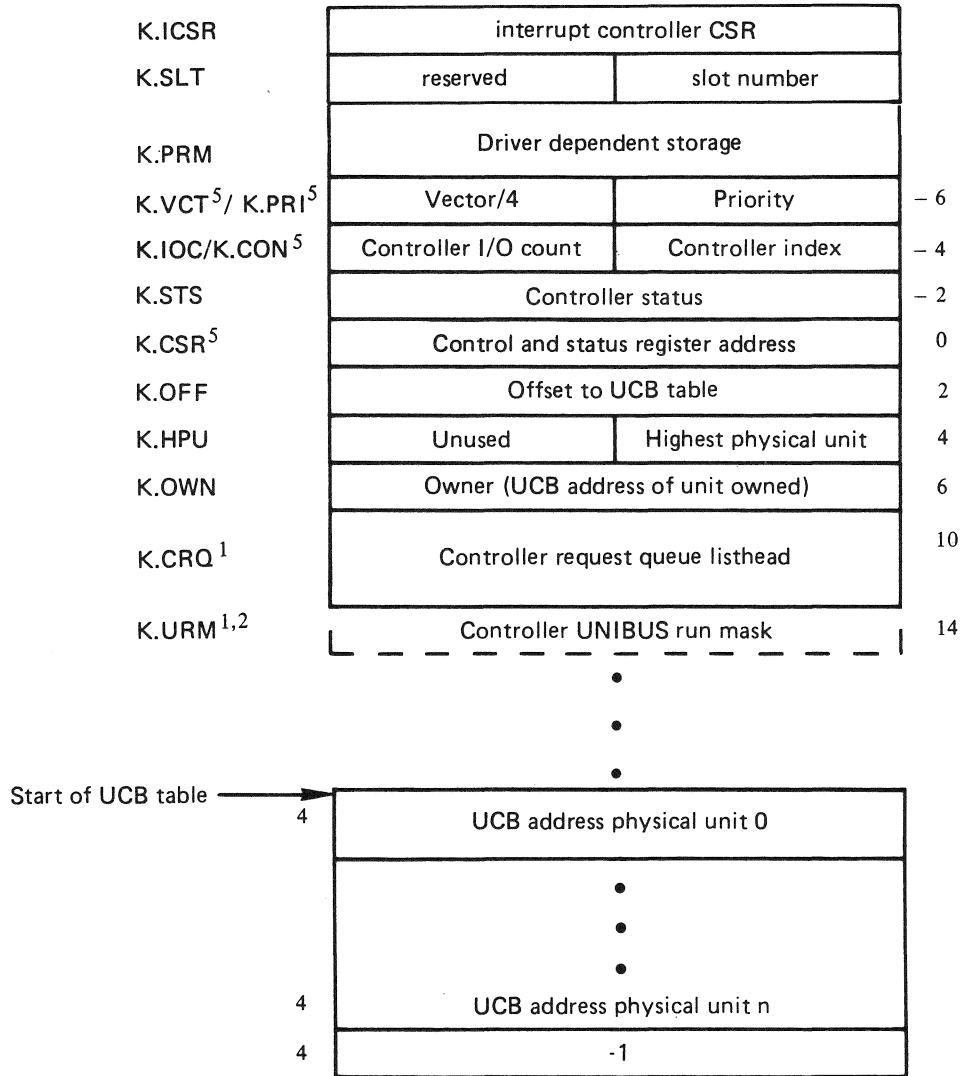 K.ICSR interrupt controller CSR
K.SLT reserved slot number
K.PRM Driver dependent storage
K.VCT5/ K.PRI5 Vector/4 Priority – 6
K.IOC/K.CON5 Controller I/O count Controller index – 4
K.STS Controller status – 2
K.CSR5 Control and status register address 0
K.OFF Offset to UCB table 2
K.HPU Unused Highest physical unit 4
K.OWN Owner (UCB address of unit owned) 6
K.CRQ1 Controller request queue listhead 10
K.URM1,2 Controller UNIBUS run mask 14
Start of UCB table
4 UCB address physical unit 0
4 UCB address physical unit n
4 -1